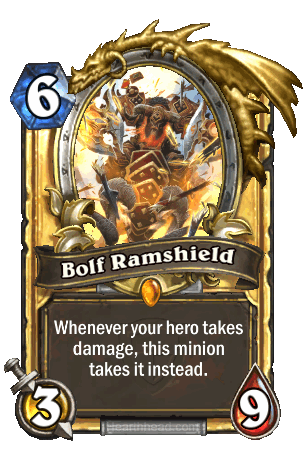 6
Bolf Ramshield
Whenever your hero takes
damage, this minion
takes it instead.
3
9